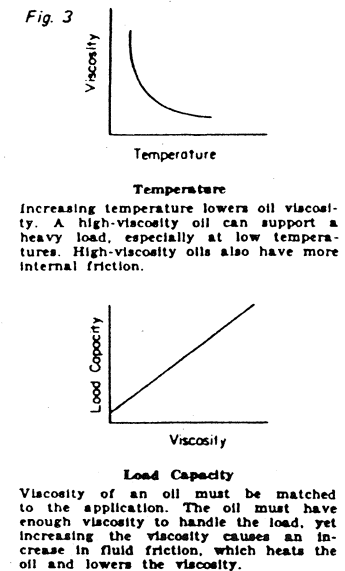 Fig. 3
Viscosity
Temperature
Temperature
Increasing temperature lowers oil viscosi-
ty. A high-viscosity oil can support a
heavy load, especially at low tempera-
tures. High-viscosity oils also have more
internal friction.
Load Capacity
Viscosity
Load Capacity
Viscosity of an oil must be matched
to the application. The oil must have
enough viscosity to handle the load, yet
increasing the viscosity causes an in-
crease in fluid friction, which heats the
oil and lowers the viscosity.